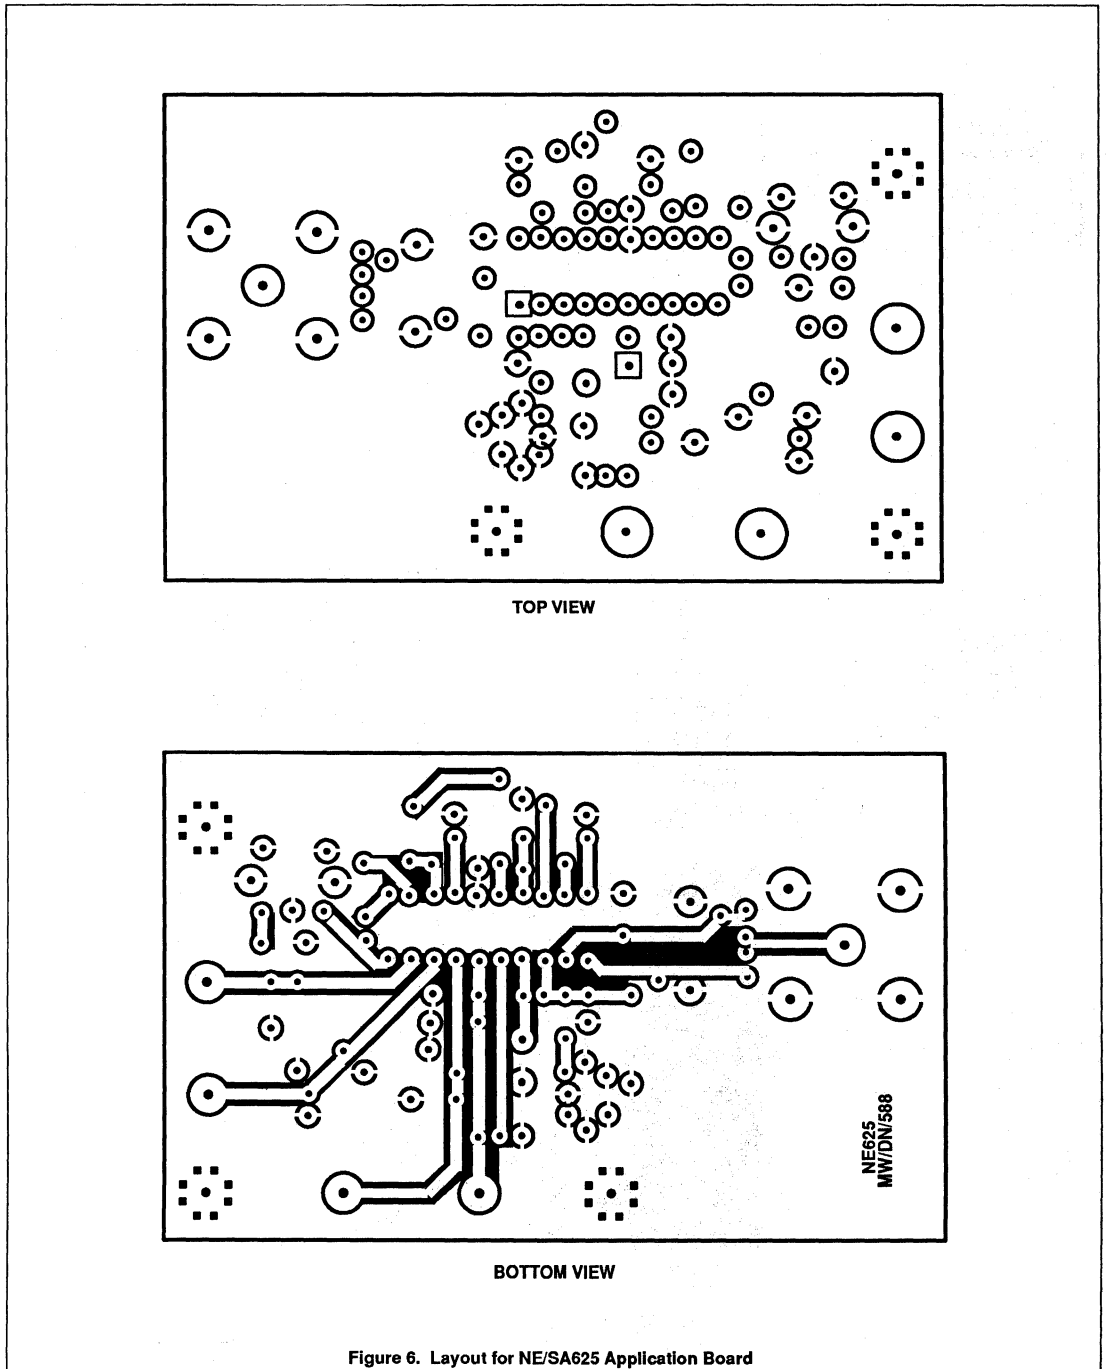 TOP VIEW
NE625
MW/DN/588
BOTTOM VIEW
Figure 6. Layout for NE/SA625 Application Board